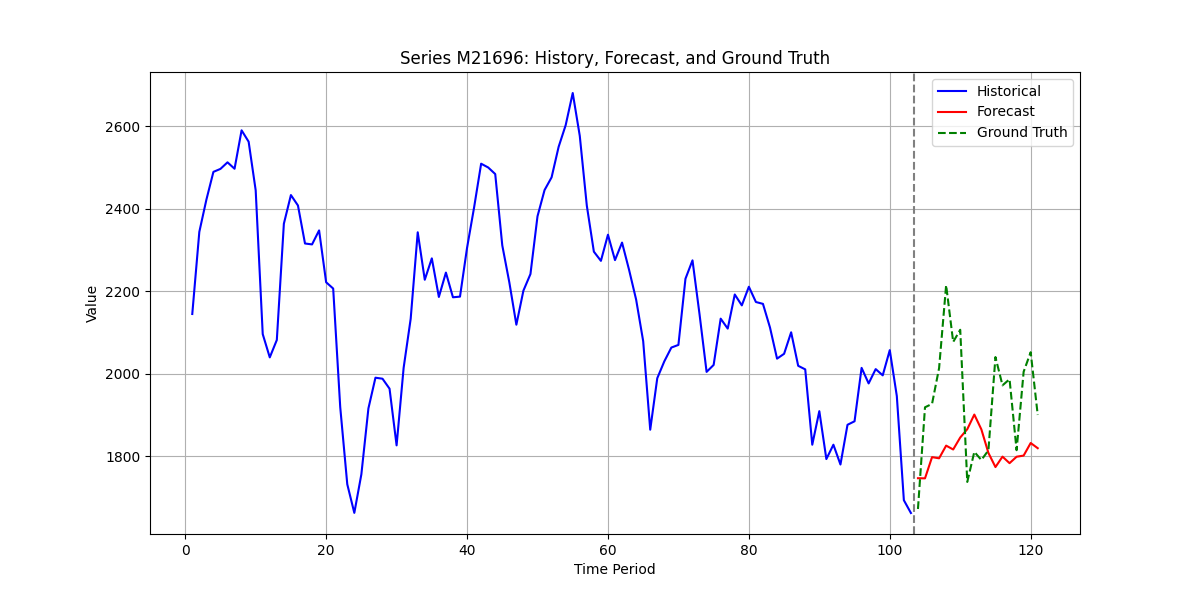 Series M21696: History, Forecast, and Ground Truth
Historical
Forecast
Ground Truth
Value
2600
2400
2200
2000
1800
0 20 40 60 80 100 120
Time Period